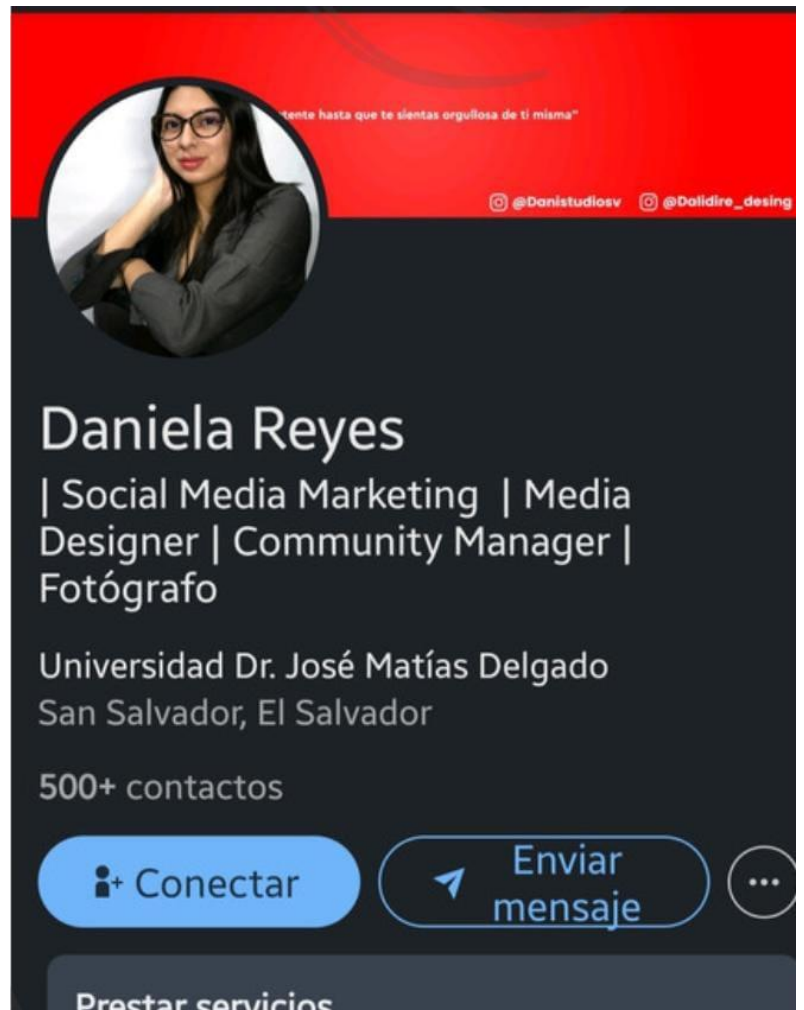 tente hasta que te sientas orgullosa de ti misma"
@Danistudiosv @Dalidire_desing
Daniela Reyes
| Social Media Marketing | Media
Designer | Community Manager |
Fotógrafo
Universidad Dr. José Matías Delgado
San Salvador, El Salvador
500+ contactos
Conectar
Enviar
mensaje
Prestar servicios